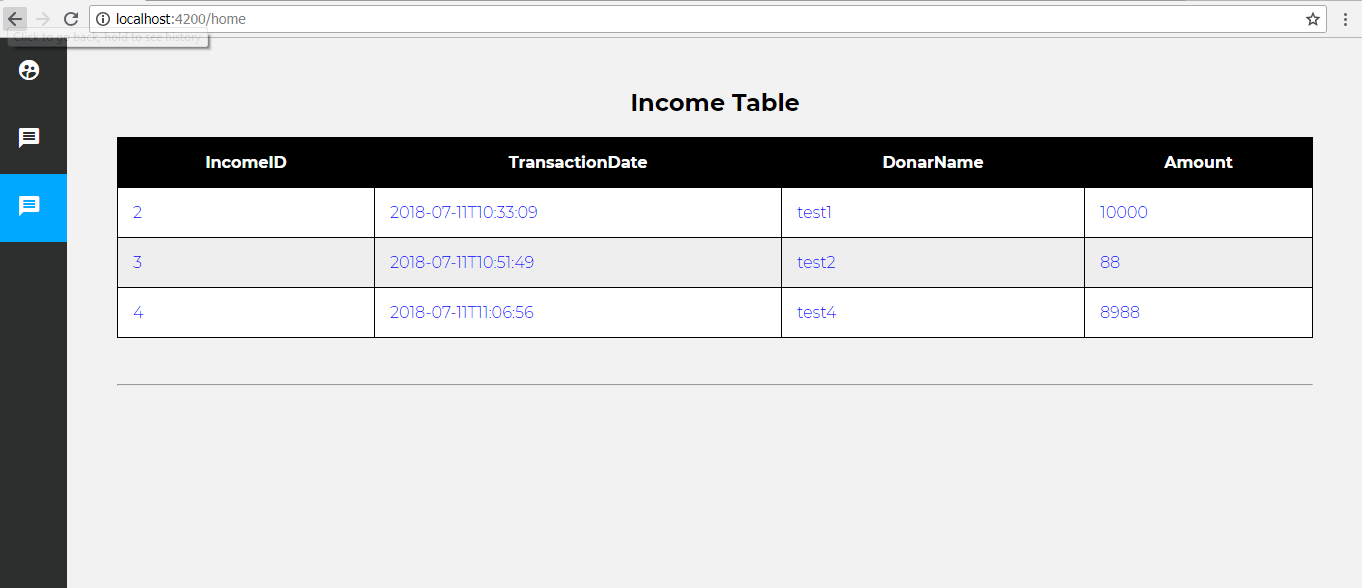 localhost:4200/home
Click to go back, hold to see history
Income Table
IncomeID TransactionDate DonarName Amount
2 2018-07-11T10:33:09 test1 10000
3 2018-07-11T10:51:49 test2 88
4 2018-07-11T11:06:56 test4 8988